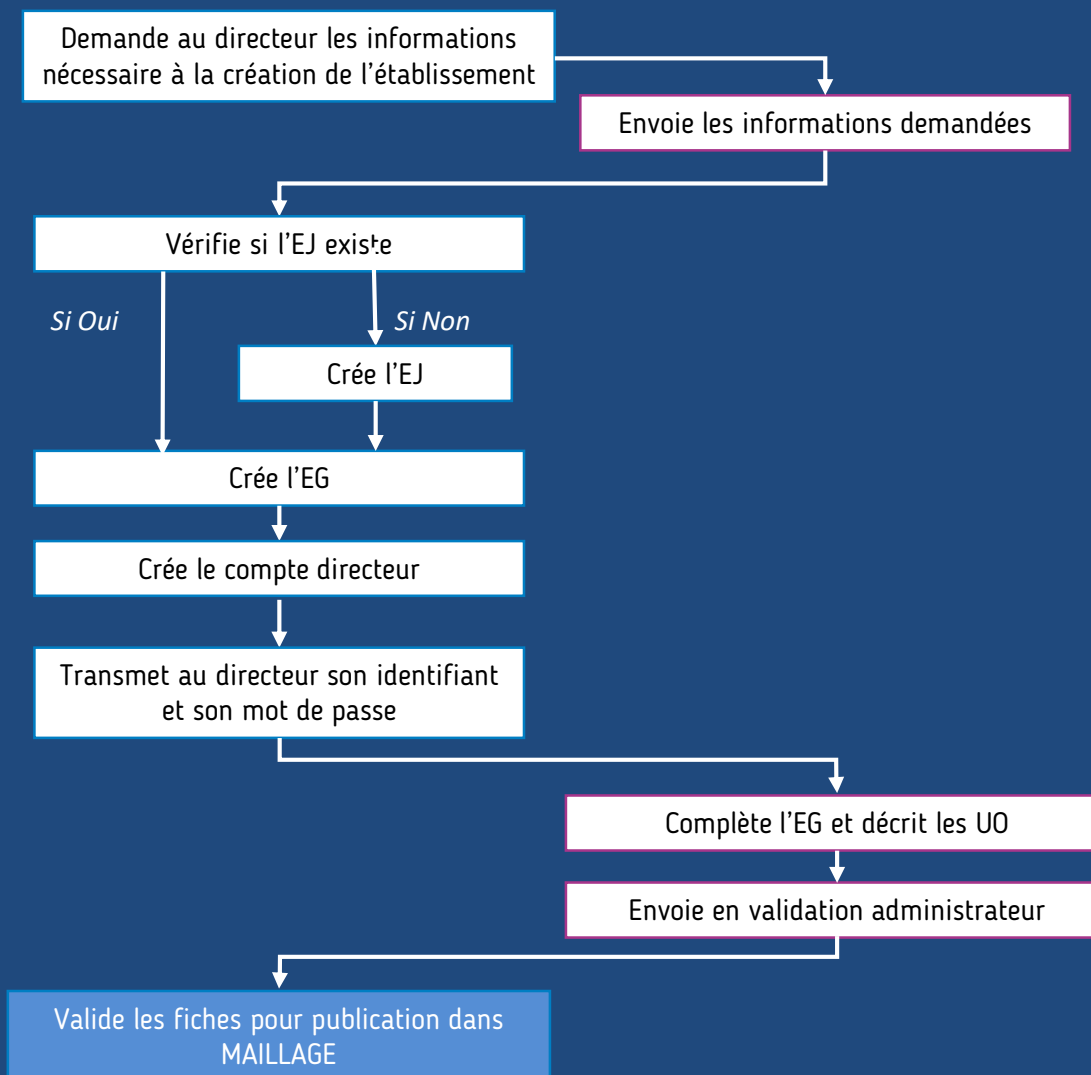 Demande au directeur les informations
nécessaire à la création de l'établissement
Envoie les informations demandées
Vérifie si l'EJ existe
Si Oui
Si Non
Crée l'EJ
Crée l'EG
Crée le compte directeur
Transmet au directeur son identifiant
et son mot de passe
Complète l'EG et décrit les UO
Envoie en validation administrateur
Valide les fiches pour publication dans
MAILLAGE